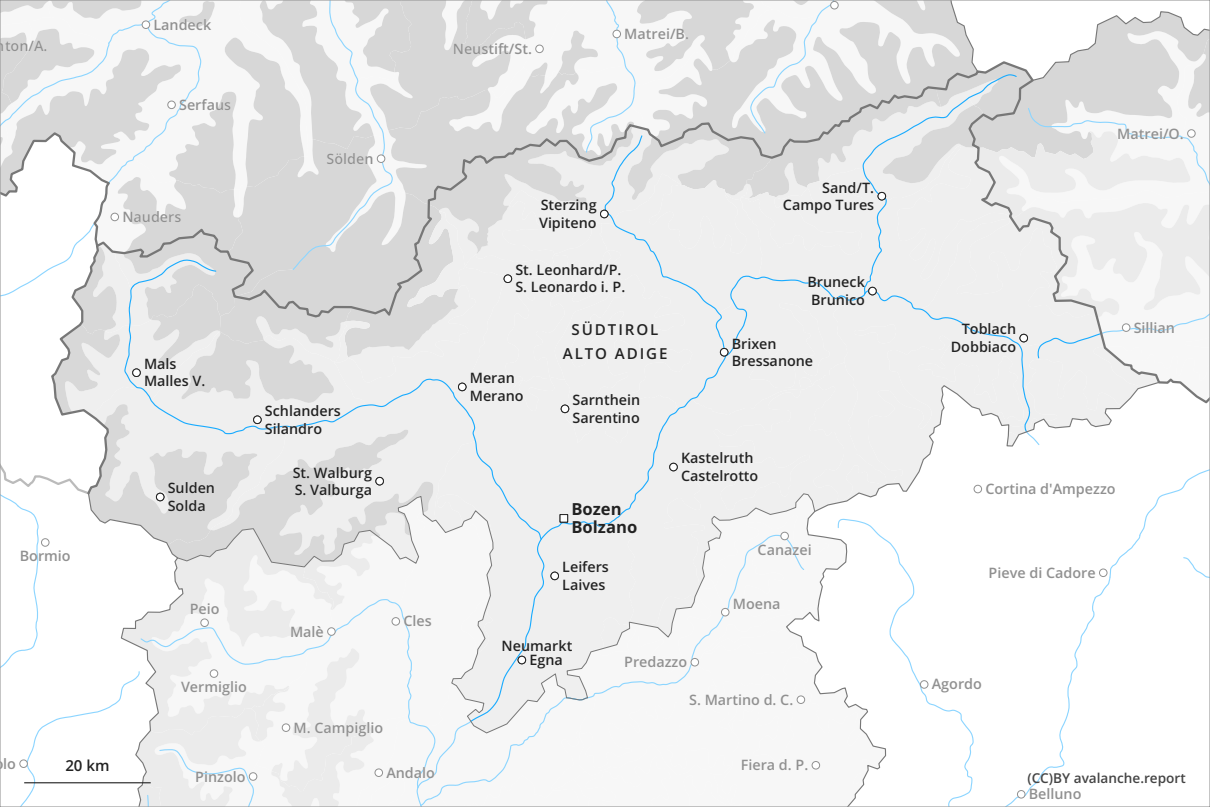 Landeck
Matrei/B.
nton/A.
Neustift/St.
Serfaus
Matrei/O.
Sölden
Sand/T.
Campo Tures
Sterzing
Vipiteno
Nauders
St. Leonhard/P.
S. Leonardo i. P.
Bruneck
Brunico
SÜDTIROL
ALTO ADIGE
Toblach
Dobbiaco
Sillian
Brixen
Bressanone
Mals
Malles V.
Meran
Merano
Schlanders
Silandro
Sarnthein
Sarentino
Kastelruth
Castelrotto
St. Walburg
S. Valburga
Sulden
Solda
Cortina d'Ampezzo
Bozen
Bolzano
Canazei
Bormio
Leifers
Laives
Pieve di Cadore
Peio
Moena
Malè
Cles
Neumarkt
Egna
Predazzo
Vermiglio
Agordo
S. Martino d. C.
M. Campiglio
olo
20 km
Pinzolo
Andalo
Fiera d. P.
(CC)BY avalanche.report
Belluno